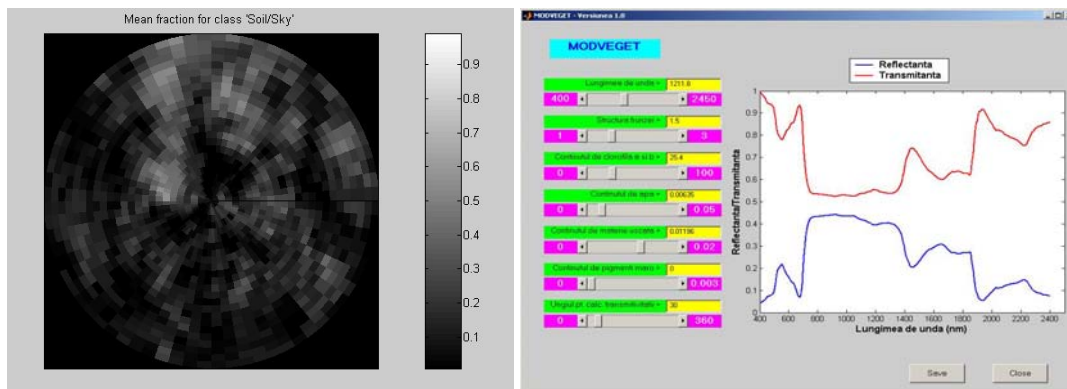 Mean fraction for class 'Soil/Sky'
0.9
0.8
0.7
0.6
0.5
0.4
0.3
0.2
0.1
MODVEGET - Versiunea 1.0
MODVEGET
Lungimea de unda = 1211.8
400 2450
Structura frunzei = 1.5
1 3
Continutul de clorofila a si b = 25.4
0 100
Continutul de apa = 0.00635
0 0.05
Continutul de materie uscata = 0.01196
0 0.02
Continutul de pigmenti maro = 0
0 0.003
Unghiul pt. calc. transmitivitatii = 30
0 360
Reflectanta
Transmitanta
1
0.9
0.8
0.7
0.6
0.5
0.4
0.3
0.2
0.1
0
Reflectanta/Transmitanta
400 600 800 1000 1200 1400 1600 1800 2000 2200 2400
Lungimea de unda (nm)
Save Close